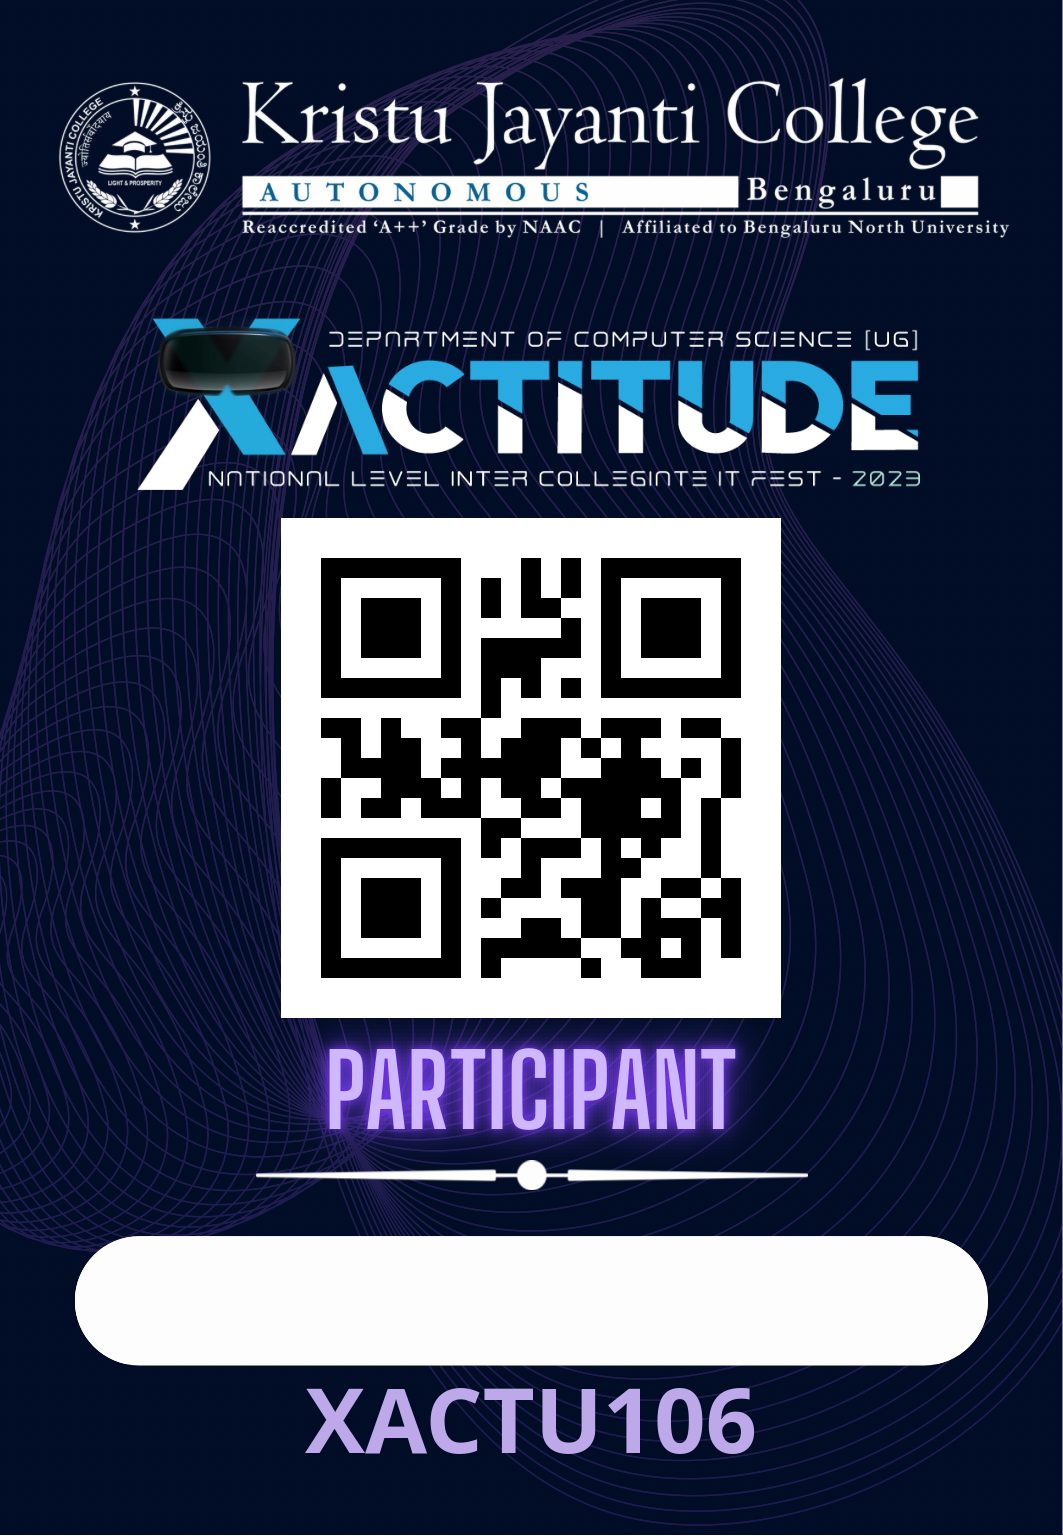 KRISTU JAYANTI COLLEGE
LIGHT & PROSPERITY
Kristu Jayanti College
AUTONOMOUS Bengaluru
Reaccredited ‘A++’ Grade by NAAC | Affiliated to Bengaluru North University
DEPARTMENT OF COMPUTER SCIENCE [UG]
XACTITUDE
NATIONAL LEVEL INTER COLLEGIATE IT FEST - 2023
PARTICIPANT
XACTU106